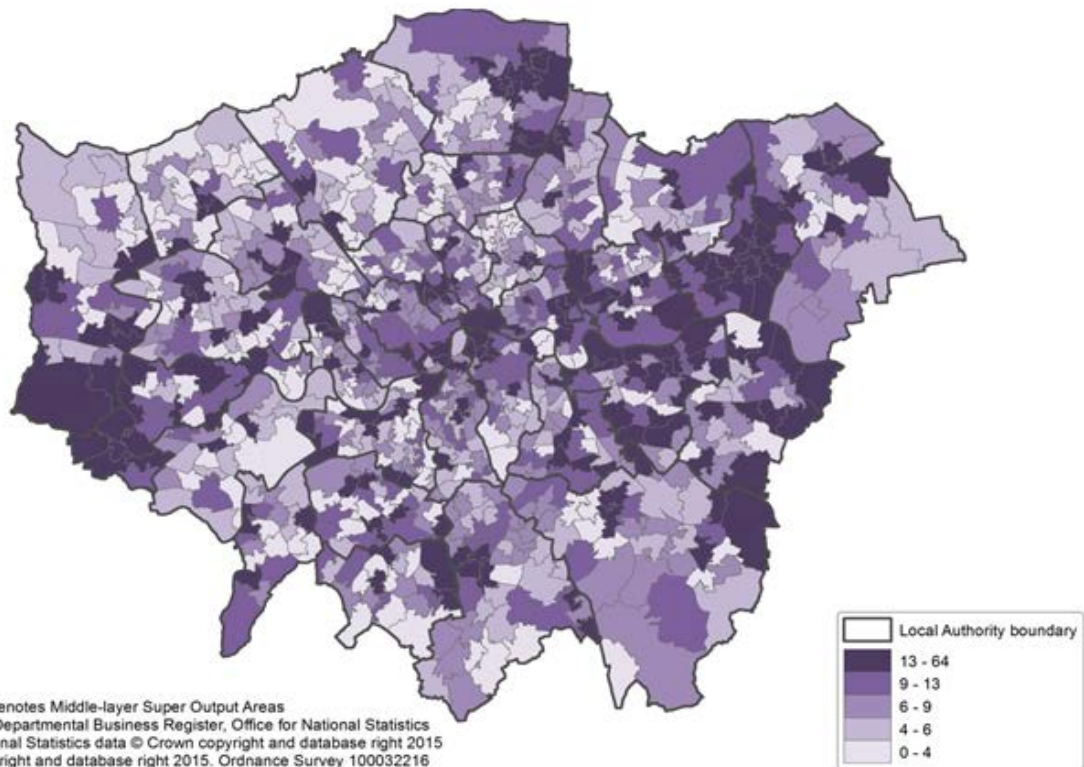 enotes Middle-layer Super Output Areas
Departmental Business Register, Office for National Statistics
nal Statistics data © Crown copyright and database right 2015
right and database right 2015. Ordnance Survey 100032216
Local Authority boundary
13 - 64
9 - 13
6 - 9
4 - 6
0 - 4